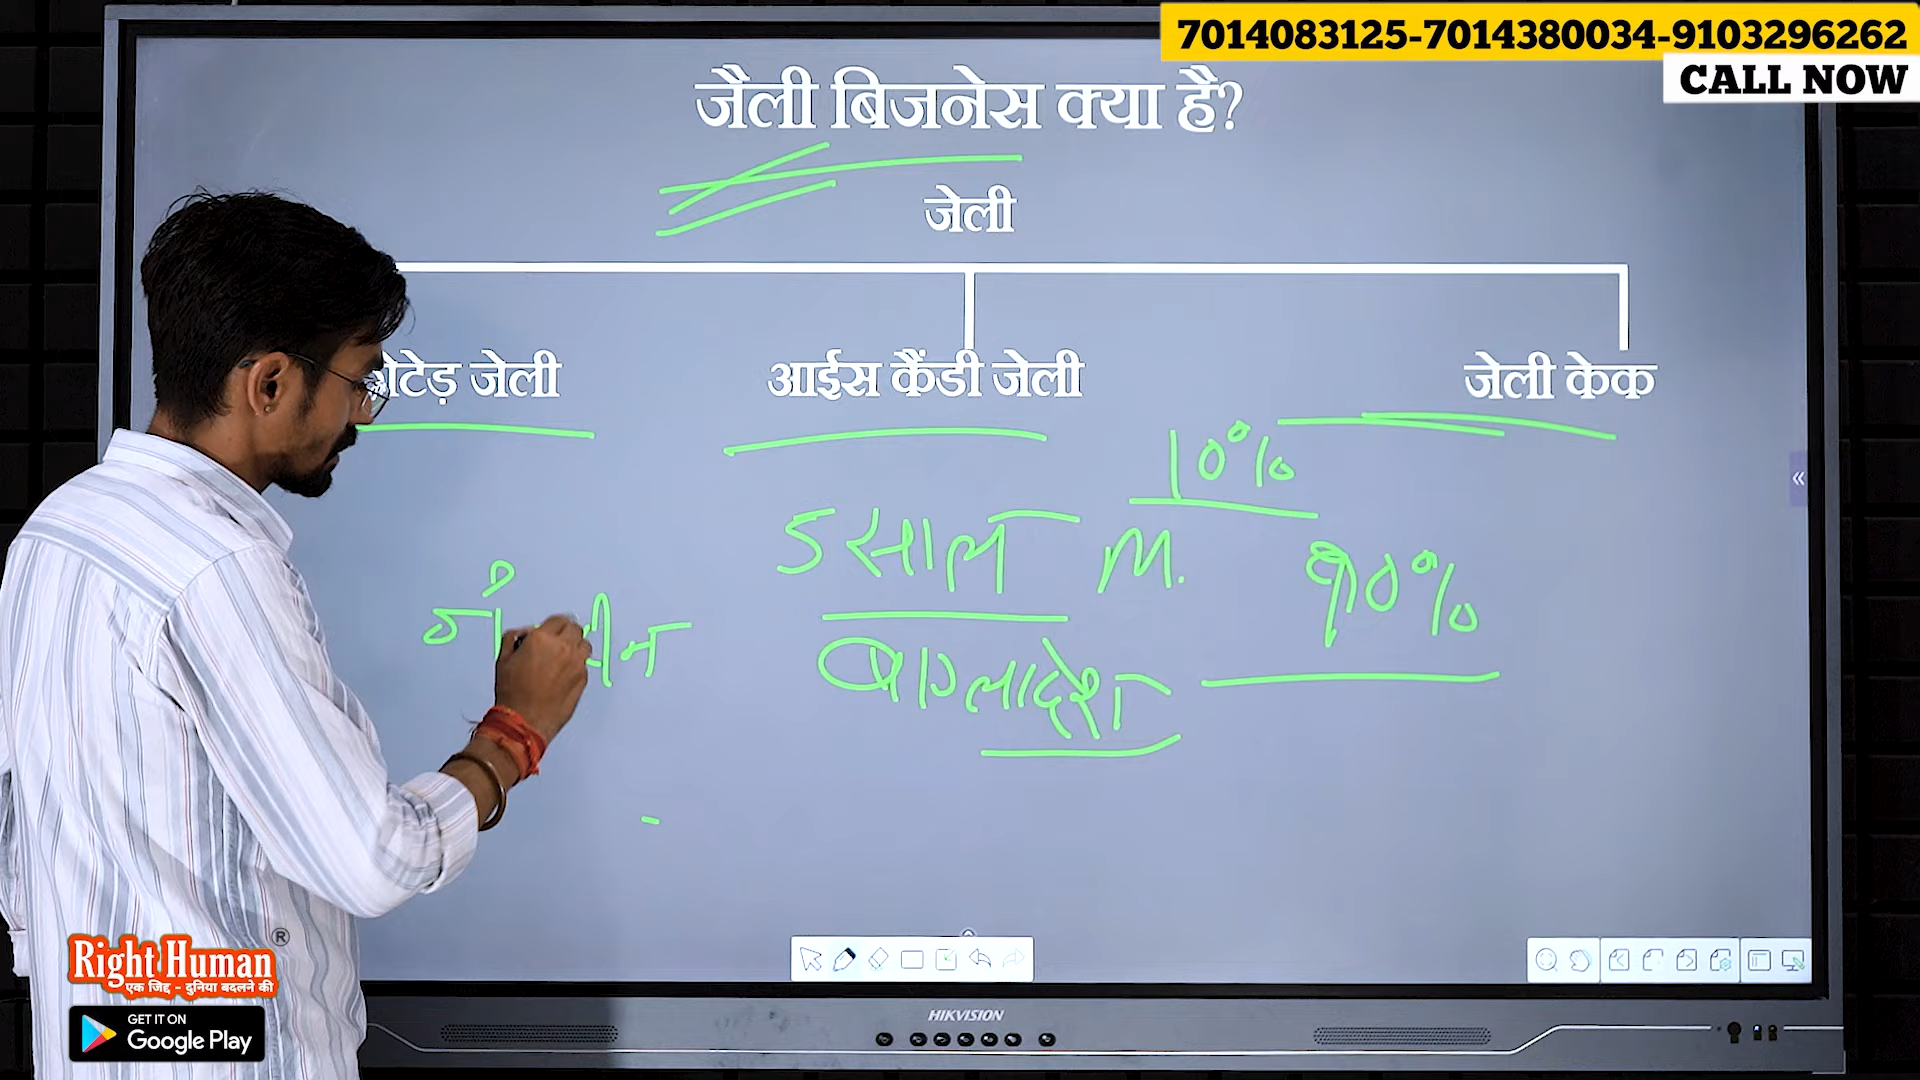 7014083125-7014380034-9103296262
CALL NOW
जैली बिजनेस क्या है?
जेली
जेली
आईस कैंडी जेली
जेली केक
10%
5 साल M.
90%
बांग्लादेश
Right Human ®
एक जिद्द - दुनिया बदलने की
GET IT ON
Google Play
HIKVISION